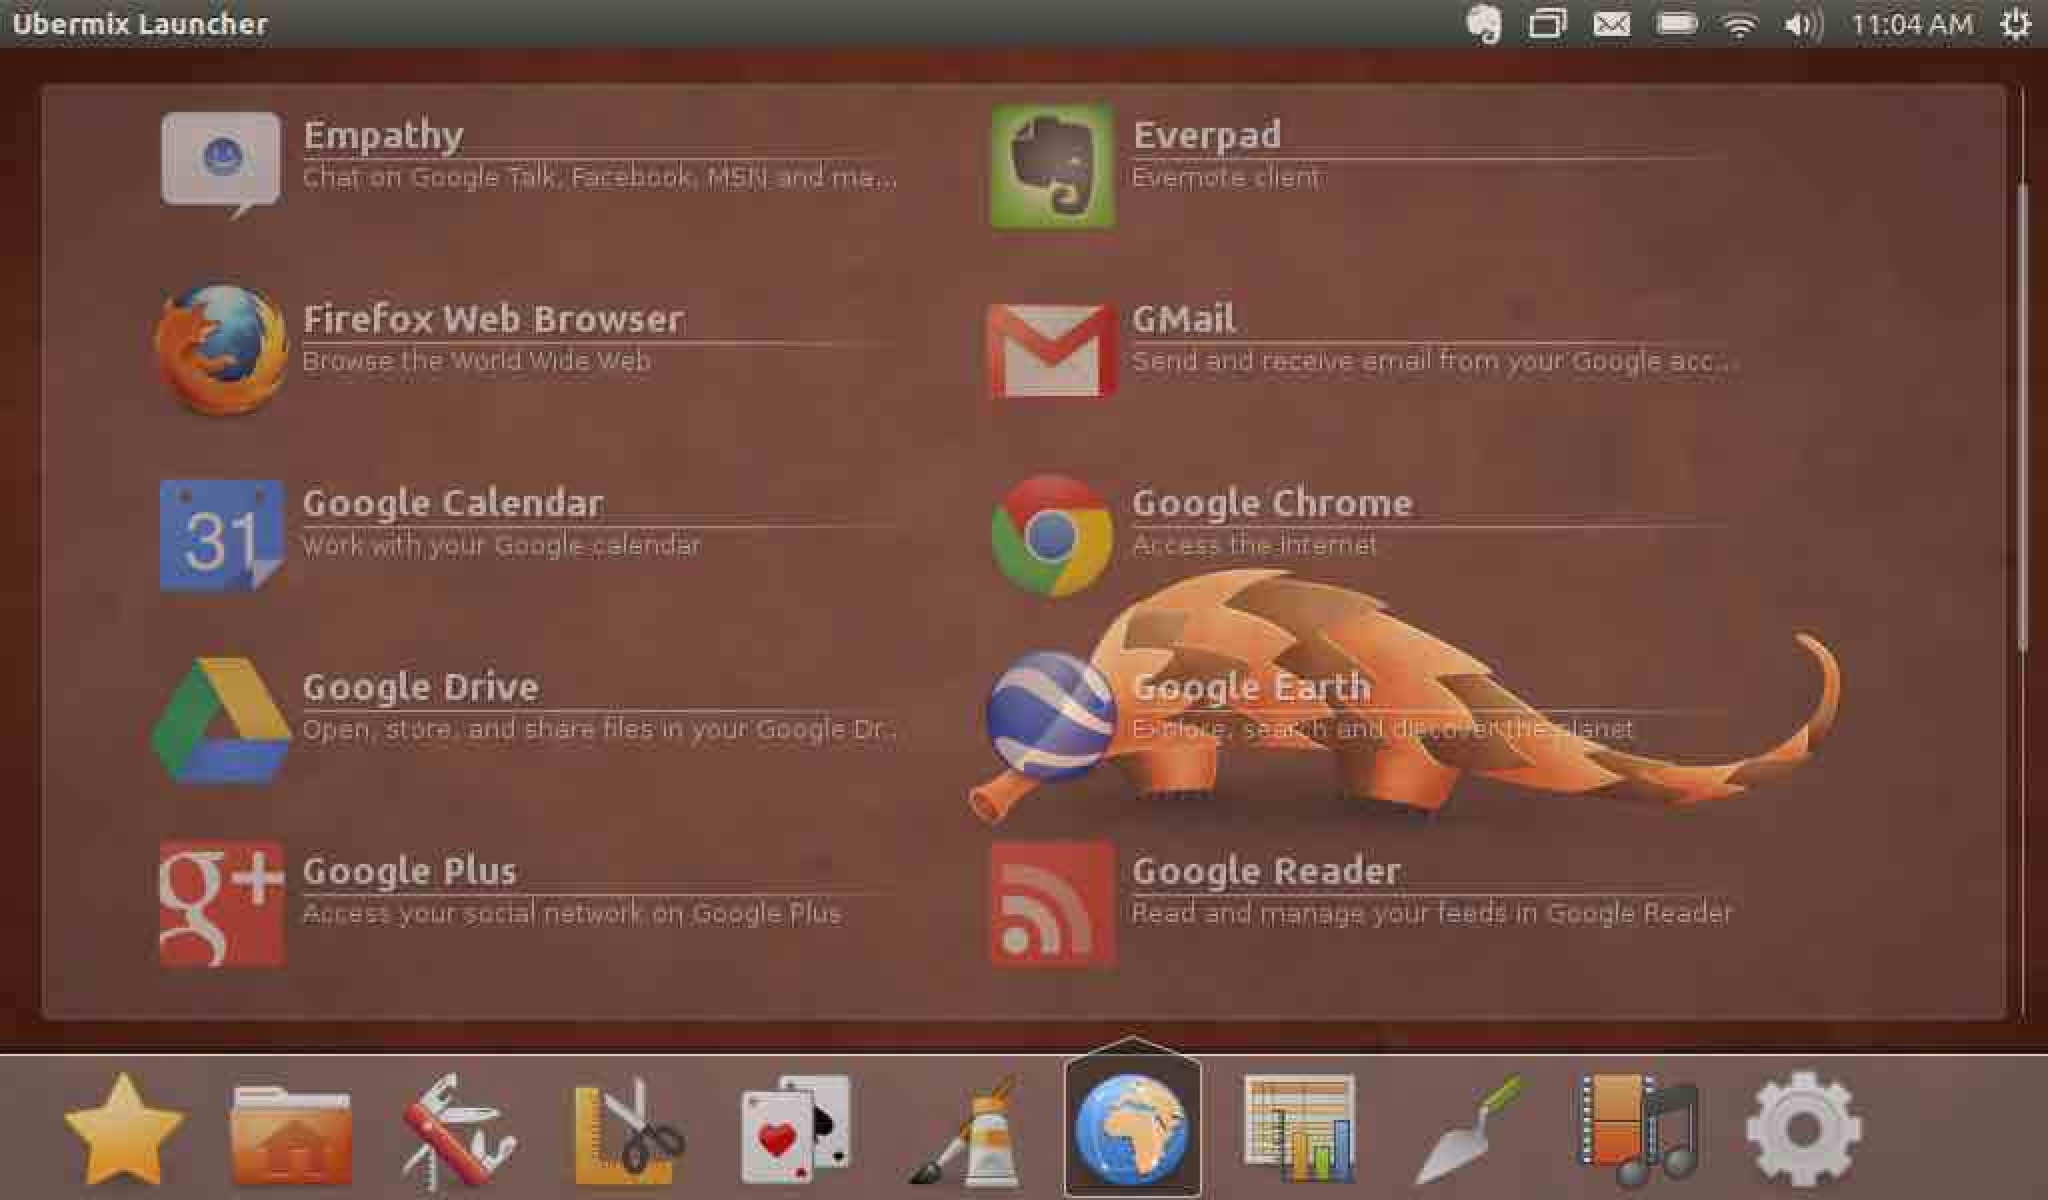 Ubermix Launcher
11:04 AM
Empathy
Chat on Google Talk, Facebook, MSN and ma...
Everpad
Evernote client
Firefox Web Browser
Browse the World Wide Web
GMail
Send and receive email from your Google acc...
31
Google Calendar
Work with your Google calendar
Google Chrome
Access the Internet
Google Drive
Open, store, and share files in your Google Dr...
Google Earth
Explore, search and discover the planet
g+
Google Plus
Access your social network on Google Plus
Google Reader
Read and manage your feeds in Google Reader